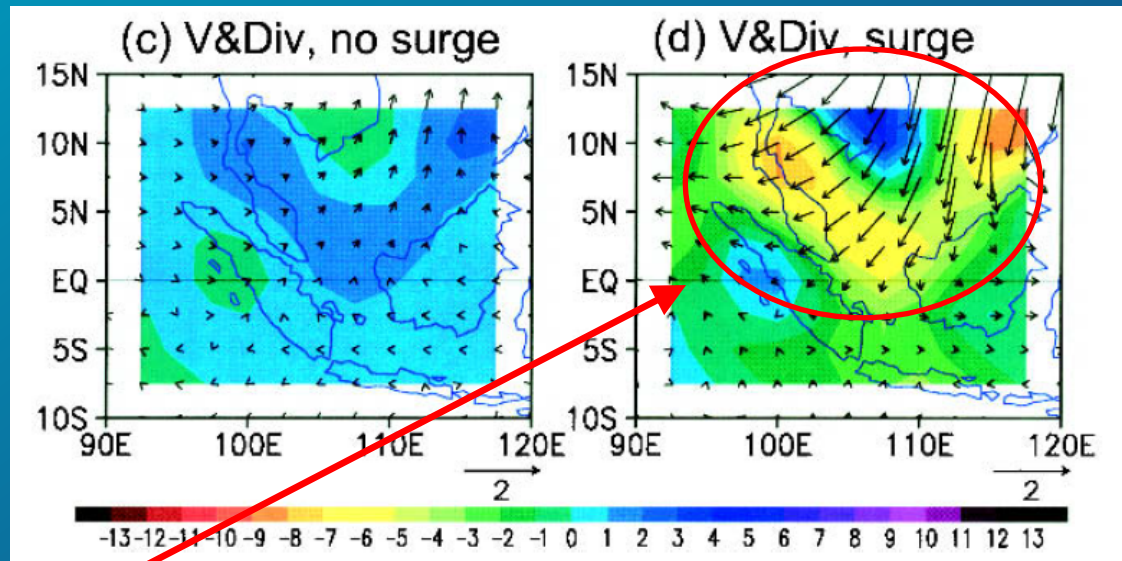 (c) V&Div, no surge
(d) V&Div, surge
15N
10N
5N
EQ
5S
10S
90E 100E 110E 120E
2
15N
10N
5N
EQ
5S
10S
90E 100E 110E 120E
2
-13 -12 -11 -10 -9 -8 -7 -6 -5 -4 -3 -2 -1 0 1 2 3 4 5 6 7 8 9 10 11 12 13